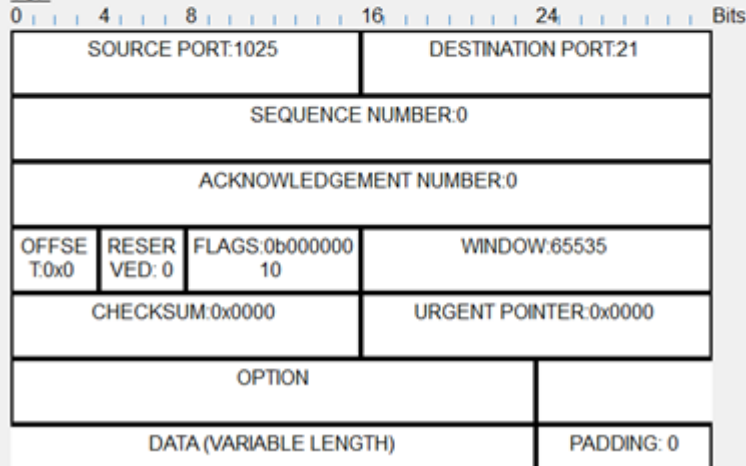 0 4 8 16 24 Bits
SOURCE PORT:1025 DESTINATION PORT:21
SEQUENCE NUMBER:0
ACKNOWLEDGEMENT NUMBER:0
OFFSE RESER FLAGS:0b000000 WINDOW:65535
T:0x0 VED: 0 10
CHECKSUM:0x0000 URGENT POINTER:0x0000
OPTION
DATA (VARIABLE LENGTH) PADDING: 0